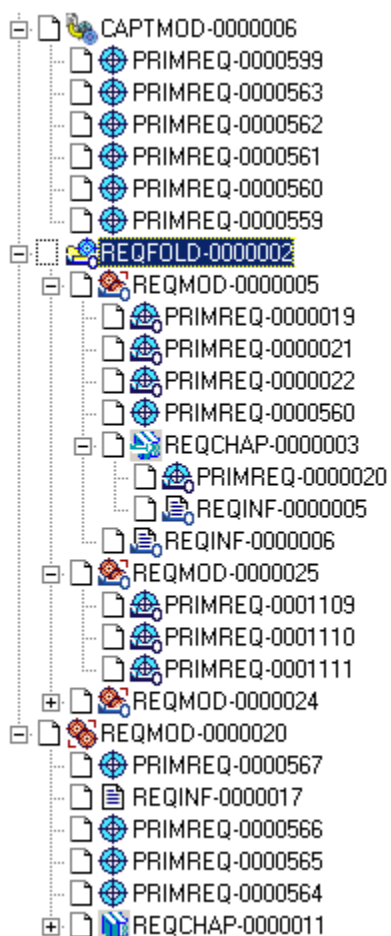 CAPTMOD-0000006
PRIMREQ-0000599
PRIMREQ-0000563
PRIMREQ-0000562
PRIMREQ-0000561
PRIMREQ-0000560
PRIMREQ-0000559
REQFOLD-0000002
REQMOD-0000005
PRIMREQ-0000019
PRIMREQ-0000021
PRIMREQ-0000022
PRIMREQ-0000560
REQCHAP-0000003
PRIMREQ-0000020
REQINF-0000005
REQINF-0000006
REQMOD-0000025
PRIMREQ-0001109
PRIMREQ-0001110
PRIMREQ-0001111
REQMOD-0000024
REQMOD-0000020
PRIMREQ-0000567
REQINF-0000017
PRIMREQ-0000566
PRIMREQ-0000565
PRIMREQ-0000564
REQCHAP-0000011